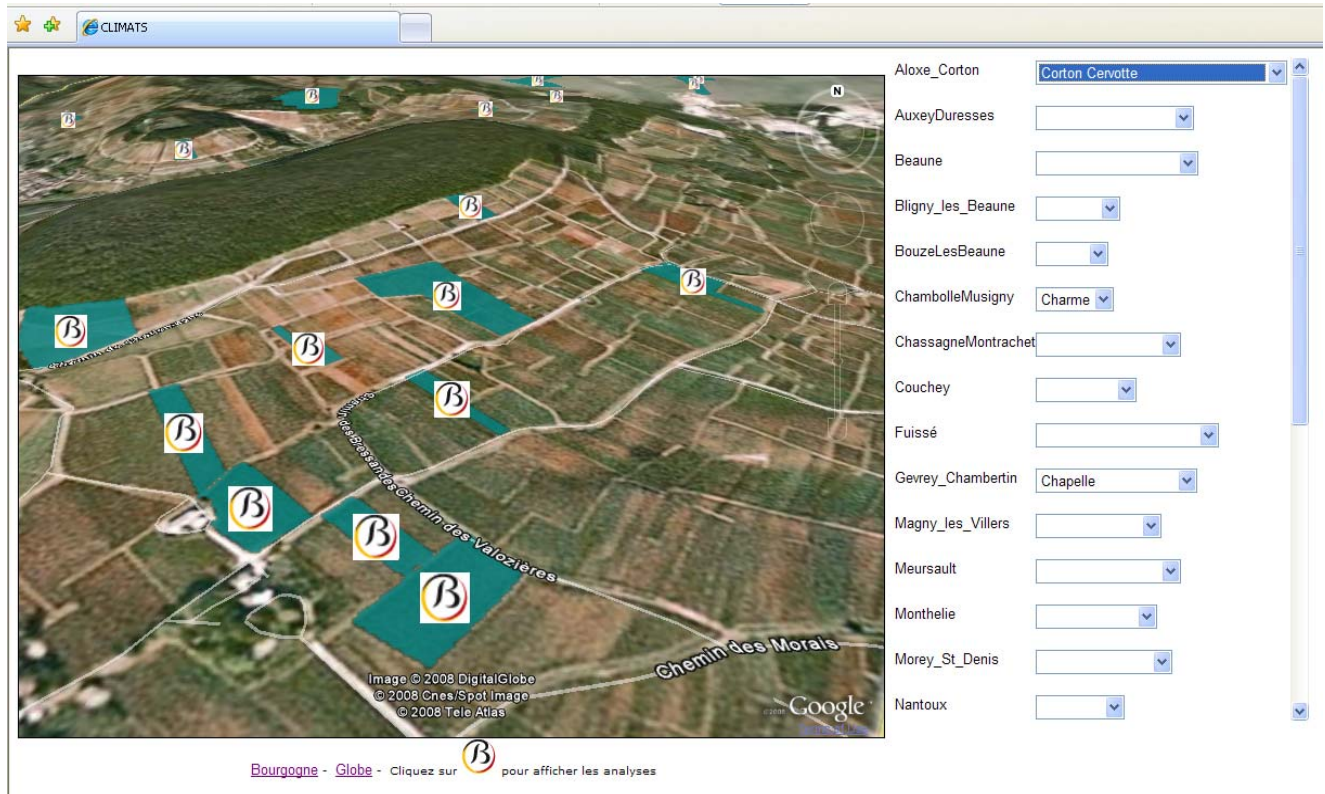 CLIMATS
Aloxe_Corton
Corton Cervotte
AuxeyDuresses
Beaune
Bligny_les_Beaune
BouzeLesBeaune
ChambolleMusigny
Charme
ChassagneMontrachet
Couchey
Fuissé
Gevrey_Chambertin
Chapelle
Magny_les_Villers
Meursault
Monthelie
Morey_St_Denis
Nantoux
N
B
B
B
B
B
B
B
B
B
B
B
Chemin des Valozières
Chemin des Morais
Image © 2008 DigitalGlobe
© 2008 Cnes/Spot Image
© 2008 Tele Atlas
©2008 Google
Bourgogne - Globe - Cliquez sur B pour afficher les analyses